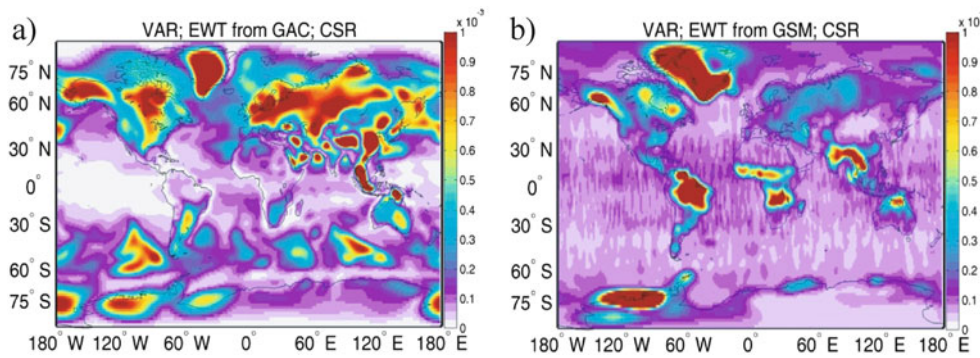 a)
VAR; EWT from GAC; CSR
x 10⁻³
75° N
60° N
30° N
0°
30° S
60° S
75° S
180° W 120° W 60° W 0° 60° E 120° E 180° E
1
0.9
0.8
0.7
0.6
0.5
0.4
0.3
0.2
0.1
0
b)
VAR; EWT from GSM; CSR
x 10⁻³
75° N
60° N
30° N
0°
30° S
60° S
75° S
180° W 120° W 60° W 0° 60° E 120° E 180° E
1
0.9
0.8
0.7
0.6
0.5
0.4
0.3
0.2
0.1
0